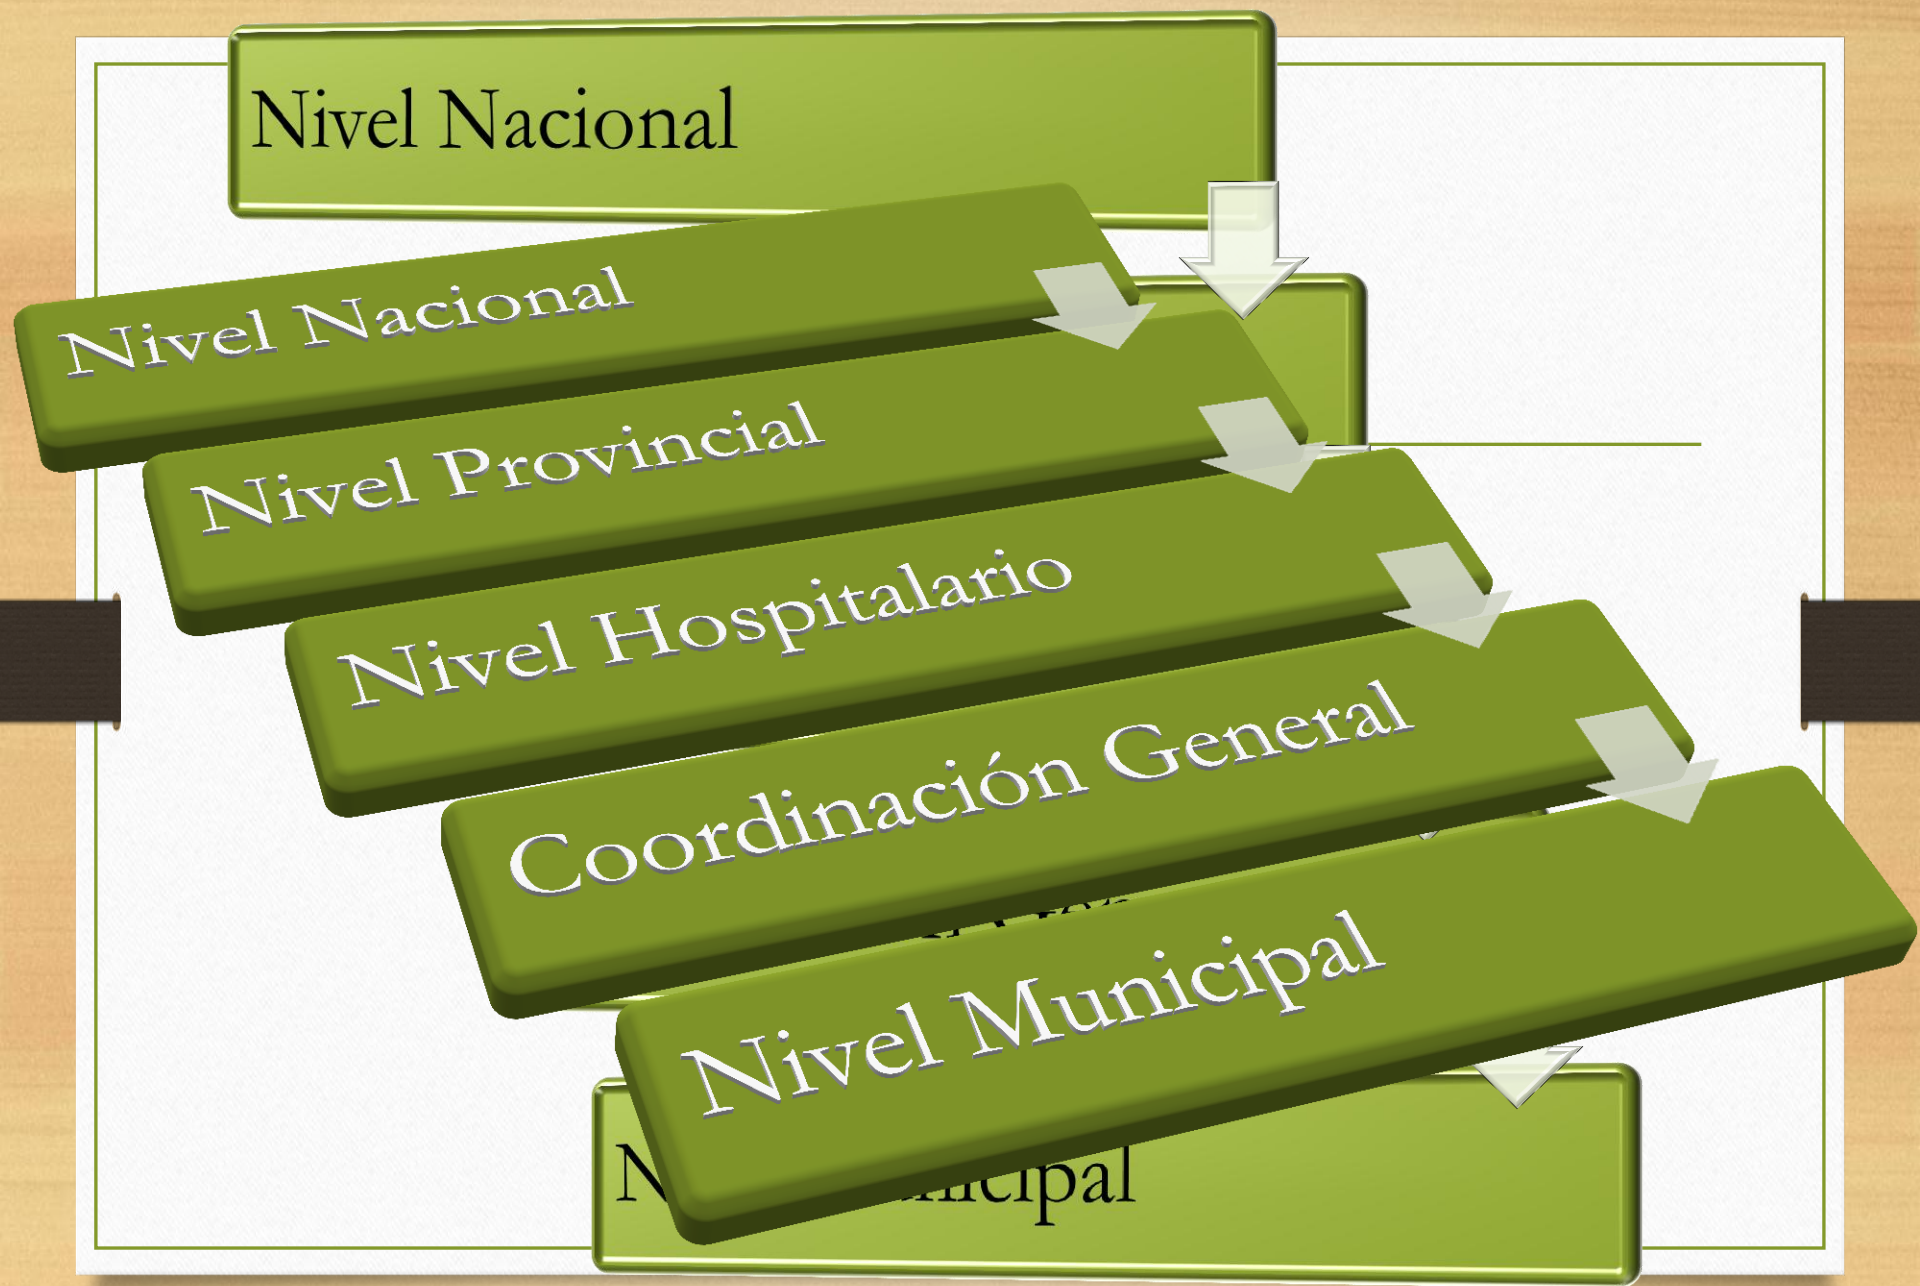 Nivel Nacional
Nivel Nacional
Nivel Provincial
Nivel Hospitalario
Coordinación General
Nivel Municipal